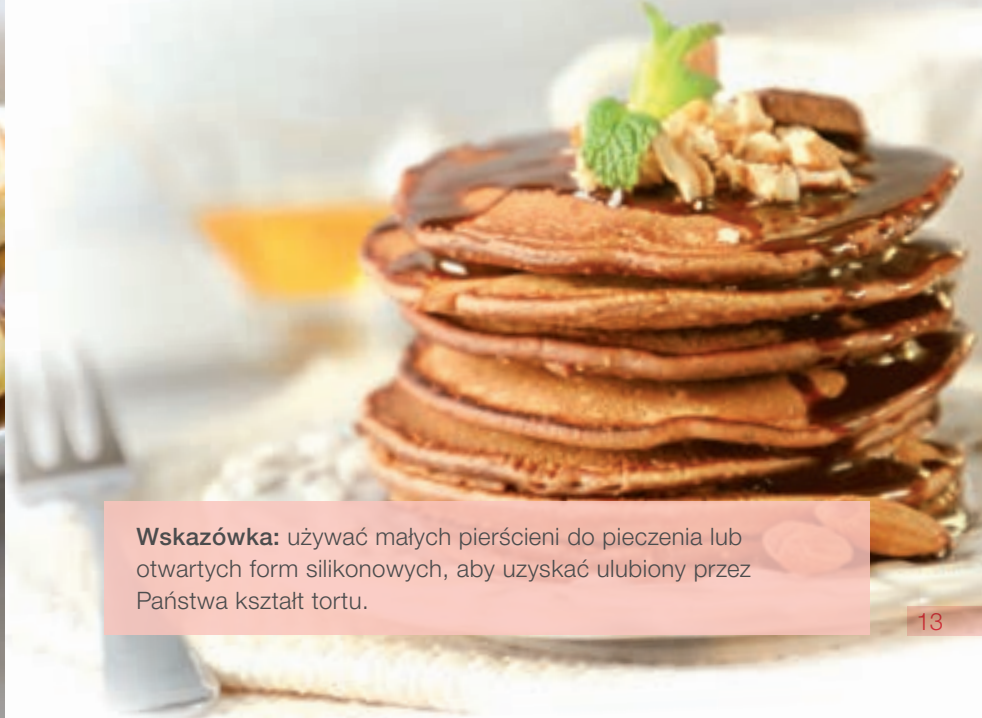 Wskazówka: używać małych pierścieni do pieczenia lub
otwartych form silikonowych, aby uzyskać ulubiony przez
Państwa kształt tortu.
13